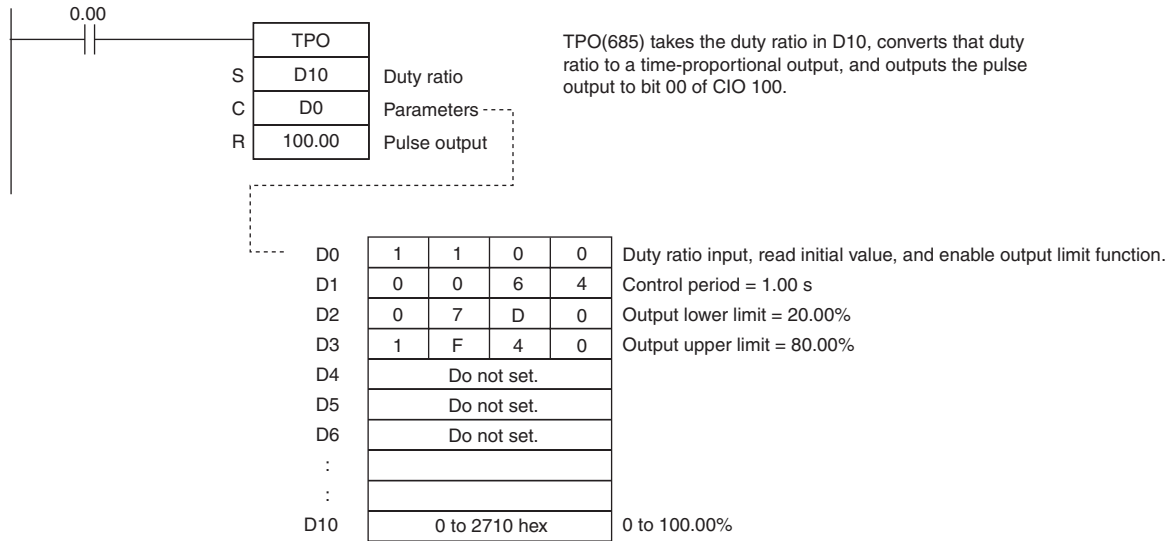 0.00
TPO
S D10 Duty ratio
C D0 Parameters
R 100.00 Pulse output
TPO(685) takes the duty ratio in D10, converts that duty
ratio to a time-proportional output, and outputs the pulse
output to bit 00 of CIO 100.
D0 1 1 0 0 Duty ratio input, read initial value, and enable output limit function.
D1 0 0 6 4 Control period = 1.00 s
D2 0 7 D 0 Output lower limit = 20.00%
D3 1 F 4 0 Output upper limit = 80.00%
D4 Do not set.
D5 Do not set.
D6 Do not set.
:
:
D10 0 to 2710 hex 0 to 100.00%